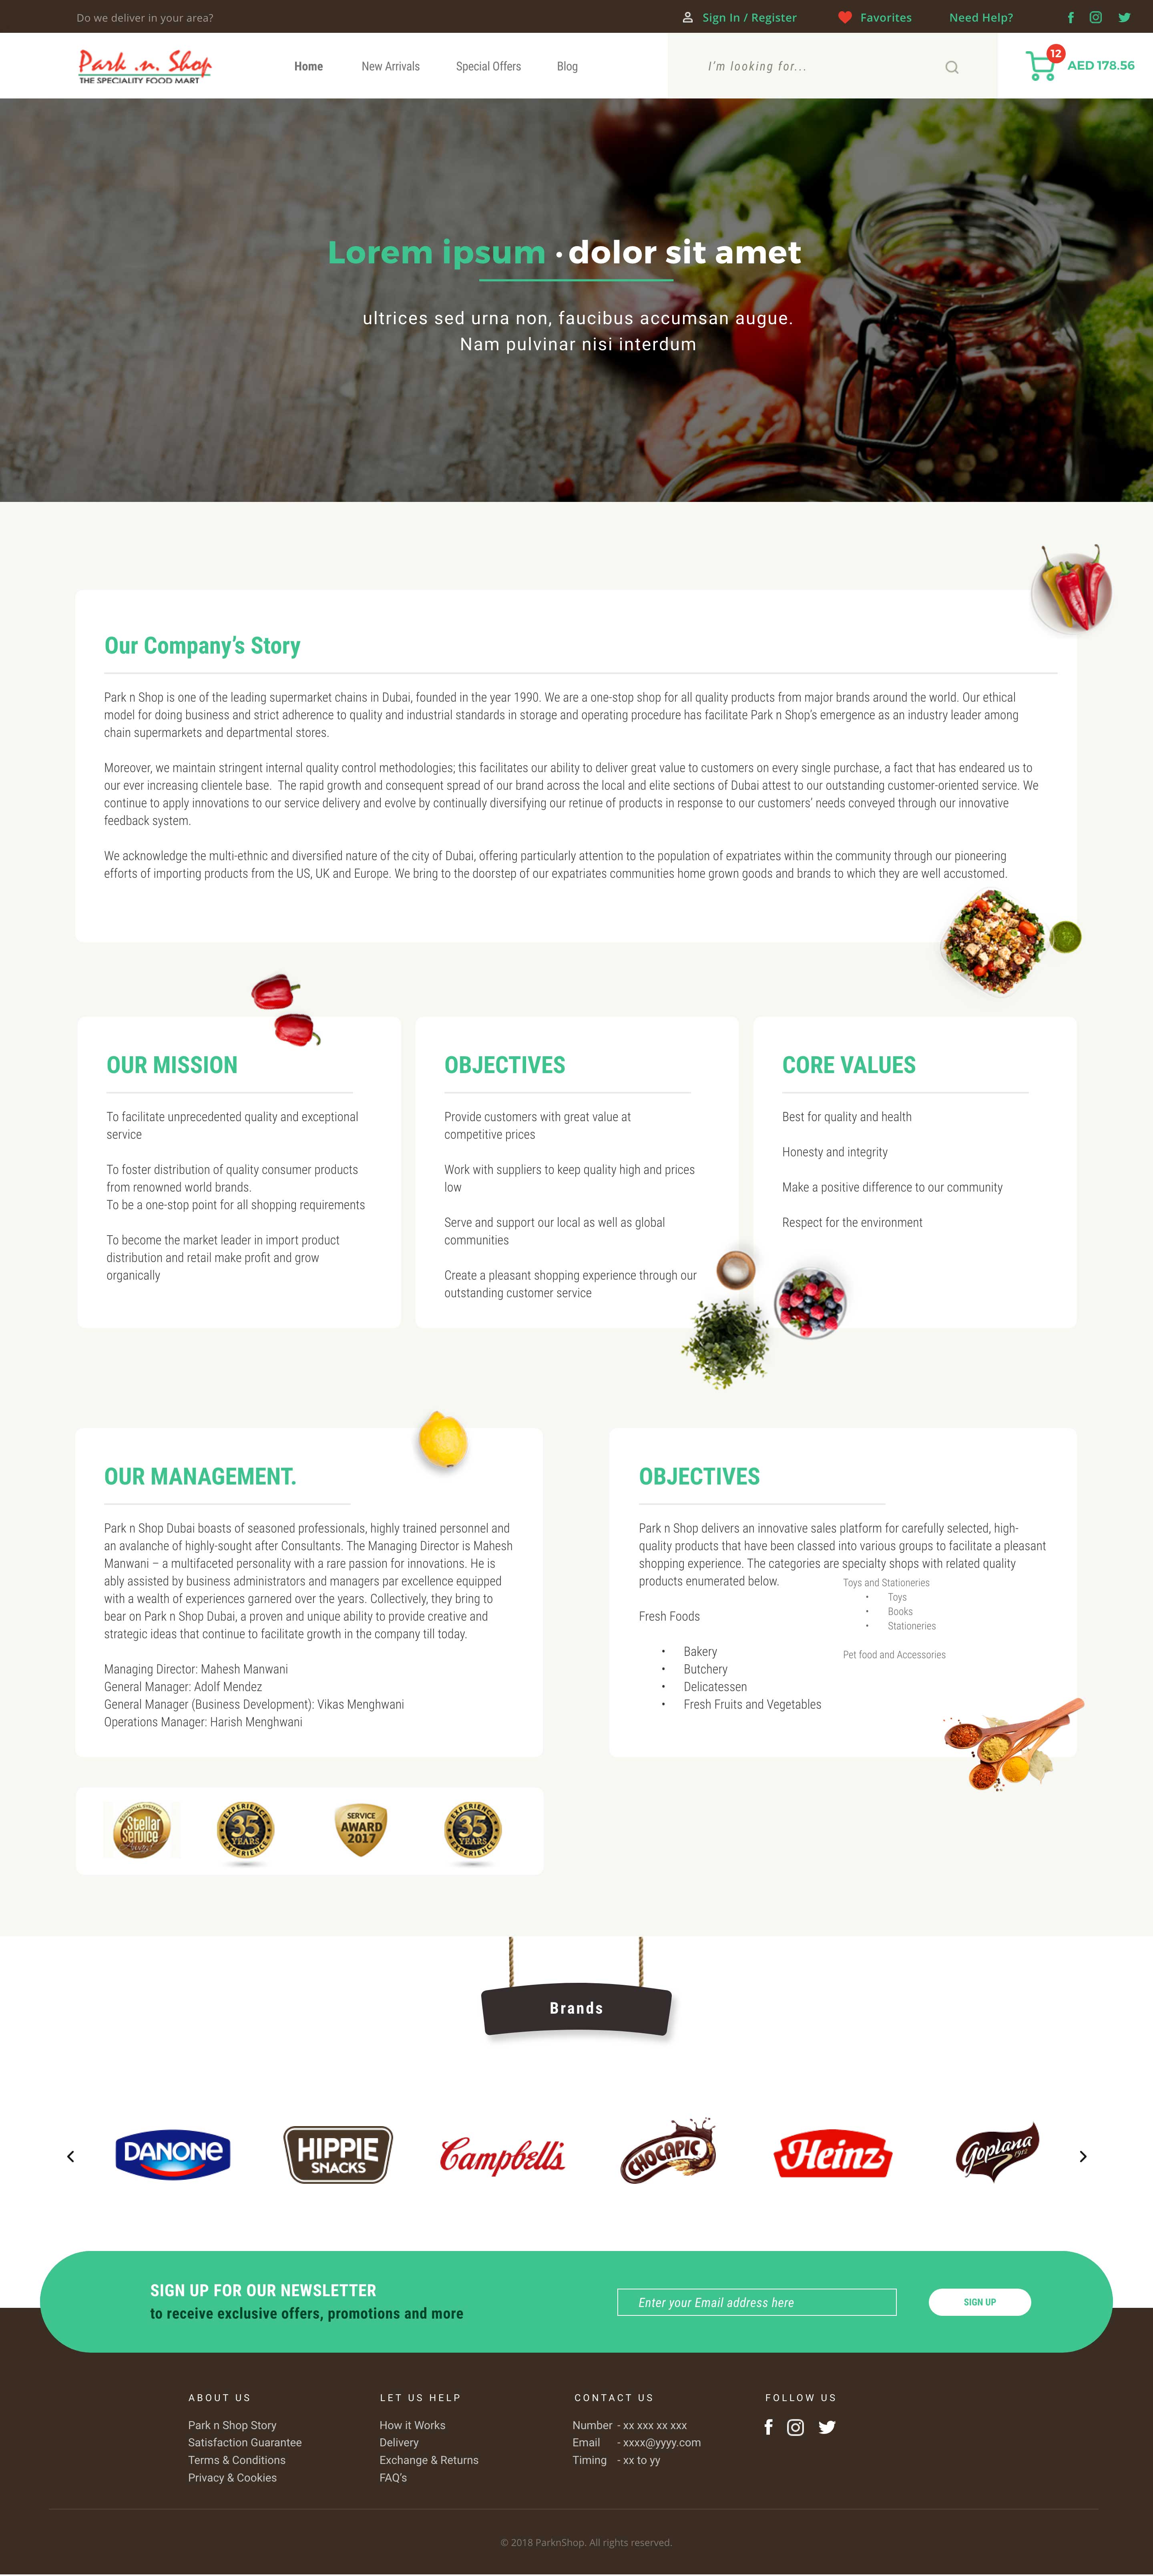 Do we deliver in your area?
Sign In / Register
Favorites
Need Help?
Park .n. Shop
THE SPECIALITY FOOD MART
Home
New Arrivals
Special Offers
Blog
I'm looking for...
12
AED 178.56
Lorem ipsum · dolor sit amet
ultrices sed urna non, faucibus accumsan augue.
Nam pulvinar nisi interdum
Our Company's Story
Park n Shop is one of the leading supermarket chains in Dubai, founded in the year 1990. We are a one-stop shop for all quality products from major brands around the world. Our ethical
model for doing business and strict adherence to quality and industrial standards in storage and operating procedure has facilitate Park n Shop's emergence as an industry leader among
chain supermarkets and departmental stores.
Moreover, we maintain stringent internal quality control methodologies; this facilitates our ability to deliver great value to customers on every single purchase, a fact that has endeared us to
our ever increasing clientele base. The rapid growth and consequent spread of our brand across the local and elite sections of Dubai attest to our outstanding customer-oriented service. We
continue to apply innovations to our service delivery and evolve by continually diversifying our retinue of products in response to our customers' needs conveyed through our innovative
feedback system.
We acknowledge the multi-ethnic and diversified nature of the city of Dubai, offering particularly attention to the population of expatriates within the community through our pioneering
efforts of importing products from the US, UK and Europe. We bring to the doorstep of our expatriates communities home grown goods and brands to which they are well accustomed.
OUR MISSION
To facilitate unprecedented quality and exceptional
service
To foster distribution of quality consumer products
from renowned world brands.
To be a one-stop point for all shopping requirements
To become the market leader in import product
distribution and retail make profit and grow
organically
OBJECTIVES
Provide customers with great value at
competitive prices
Work with suppliers to keep quality high and prices
low
Serve and support our local as well as global
communities
Create a pleasant shopping experience through our
outstanding customer service
CORE VALUES
Best for quality and health
Honesty and integrity
Make a positive difference to our community
Respect for the environment
OUR MANAGEMENT.
Park n Shop Dubai boasts of seasoned professionals, highly trained personnel and
an avalanche of highly-sought after Consultants. The Managing Director is Mahesh
Manwani – a multifaceted personality with a rare passion for innovations. He is
ably assisted by business administrators and managers par excellence equipped
with a wealth of experiences garnered over the years. Collectively, they bring to
bear on Park n Shop Dubai, a proven and unique ability to provide creative and
strategic ideas that continue to facilitate growth in the company till today.
Managing Director: Mahesh Manwani
General Manager: Adolf Mendez
General Manager (Business Development): Vikas Menghwani
Operations Manager: Harish Menghwani
OBJECTIVES
Park n Shop delivers an innovative sales platform for carefully selected, high-
quality products that have been classed into various groups to facilitate a pleasant
shopping experience. The categories are specialty shops with related quality
products enumerated below.
Fresh Foods
• Bakery
• Butchery
• Delicatessen
• Fresh Fruits and Vegetables
Toys and Stationeries
• Toys
• Books
• Stationeries
Pet food and Accessories
Stellar
Service
EXPERIENCE
35
YEARS
EXPERIENCE
SERVICE
AWARD
2017
EXPERIENCE
35
YEARS
EXPERIENCE
Brands
DANONE
HIPPIE
SNACKS
Campbell's
CHOCAPIC
Heinz
Goplana
1912
SIGN UP FOR OUR NEWSLETTER
to receive exclusive offers, promotions and more
Enter your Email address here
SIGN UP
ABOUT US
Park n Shop Story
Satisfaction Guarantee
Terms & Conditions
Privacy & Cookies
LET US HELP
How it Works
Delivery
Exchange & Returns
FAQ's
CONTACT US
Number - xx xxx xx xxx
Email - xxxx@yyyy.com
Timing - xx to yy
FOLLOW US
© 2018 ParknShop. All rights reserved.